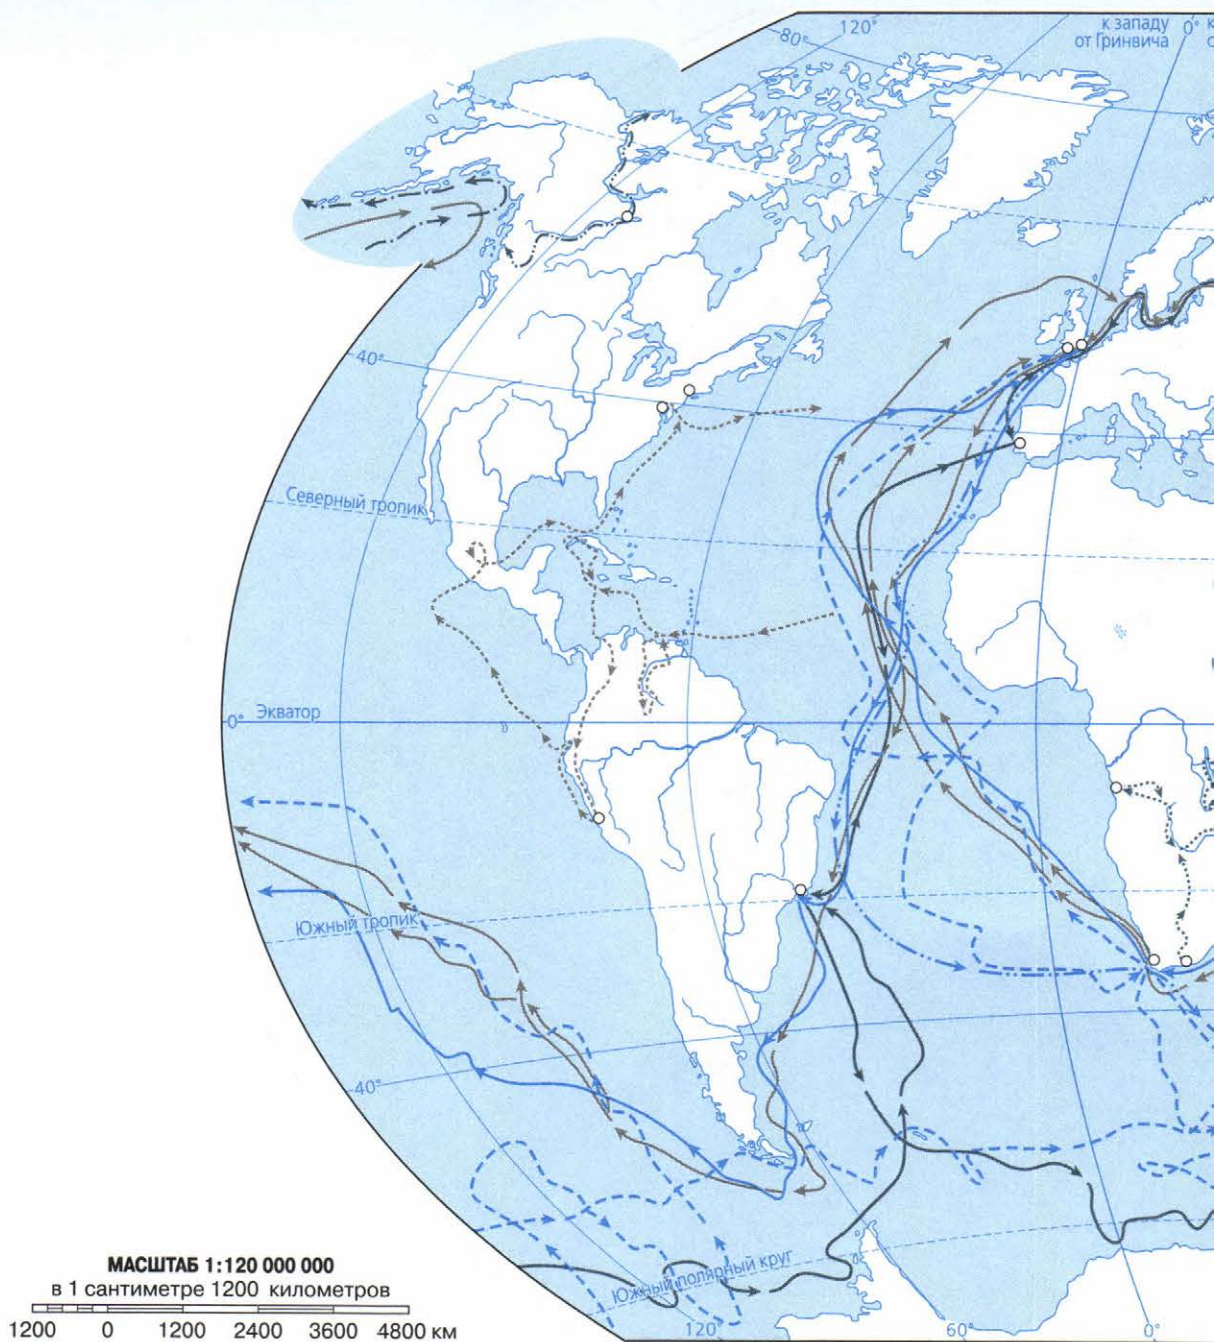 80°
120°
к западу
от Гринвича
0°
к
40°
Северный тропик
0°
Экватор
Южный тропик
40°
Южный полярный круг
120°
60°
0°
МАСШТАБ 1:120 000 000
в 1 сантиметре 1200 километров
1200 0 1200 2400 3600 4800 км